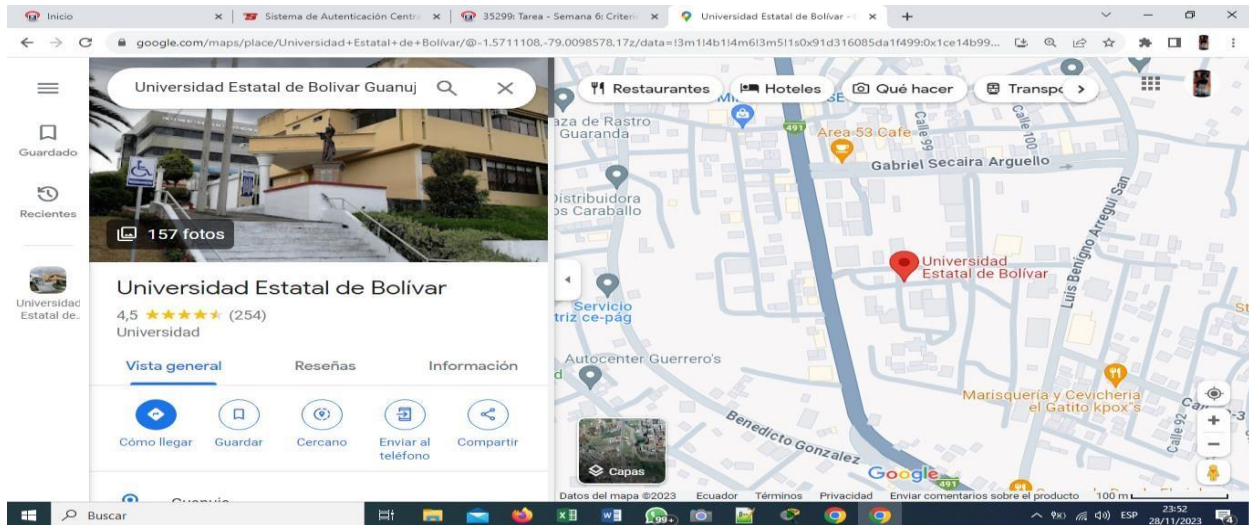 Inicio
Sistema de Autenticación Centr
35299: Tarea - Semana 6: Criteri
Universidad Estatal de Bolívar -
google.com/maps/place/Universidad+Estatal+de+Bolívar/@-1.5711108,-79.0098578,17z/data=!3m1!4b1!4m6!3m5!1s0x91d316085da1f499:0x1ce14b99...
Universidad Estatal de Bolivar Guanuj
Guardado
Recientes
Universidad
Estatal de..
157 fotos
Universidad Estatal de Bolívar
4,5 (254)
Universidad
Vista general
Reseñas
Información
Cómo llegar
Guardar
Cercano
Enviar al
teléfono
Compartir
Restaurantes
Hoteles
Qué hacer
Transpo
aza de Rastro
Guaranda
491
Area 53 Cafe
Calle 99
Calle 100
Gabriel Secaira Arguello
Distribuidora
os Caraballo
Luis Benigno Arregui San
Universidad
Estatal de Bolívar
Servicio
triz ce-pág
Autocenter Guerrero's
Marisquería y Cevicheria
el Gatito kpox"s
Benedicto Gonzalez
Calle 92
Capas
Google
491
Datos del mapa ©2023
Ecuador
Términos
Privacidad
Enviar comentarios sobre el producto
100 m
Buscar
99+
ESP
23:52
28/11/2023